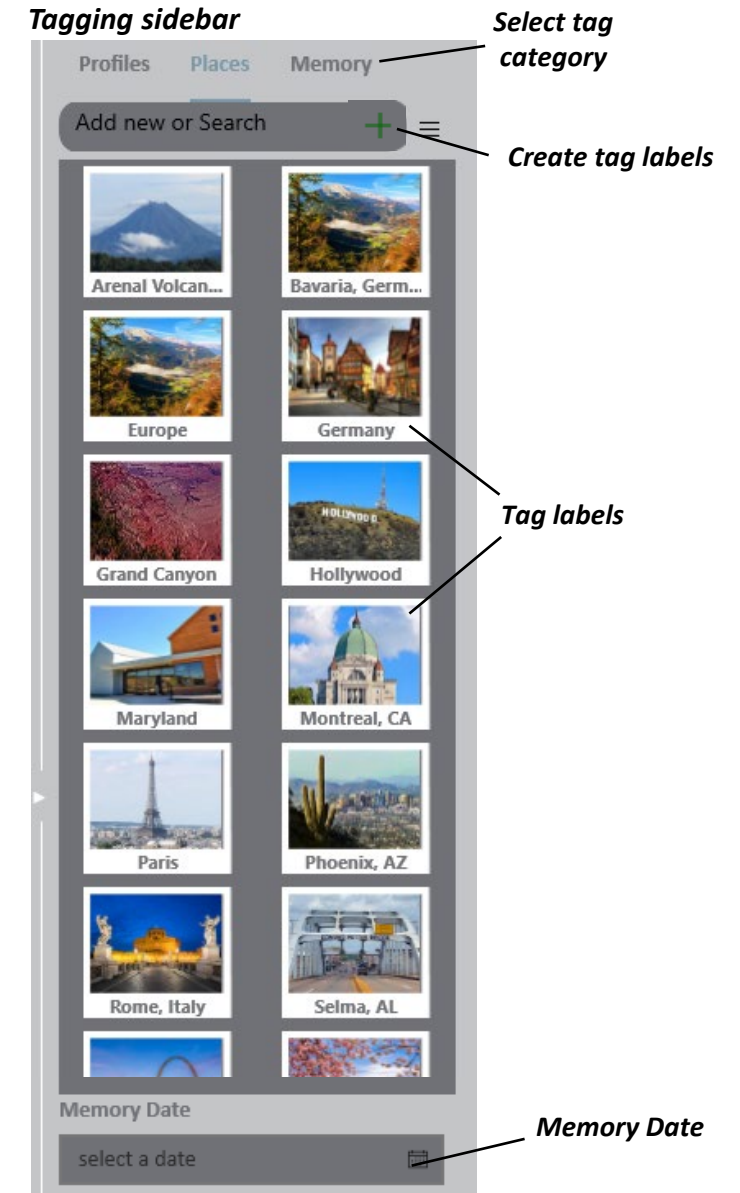 Tagging sidebar
Select tag
category
Profiles Places Memory
Add new or Search
Create tag labels
Arenal Volcan... Bavaria, Germ...
Europe Germany
HOLLYWOOD
Tag labels
Grand Canyon Hollywood
Maryland Montreal, CA
Paris Phoenix, AZ
Rome, Italy Selma, AL
Memory Date
Memory Date
select a date